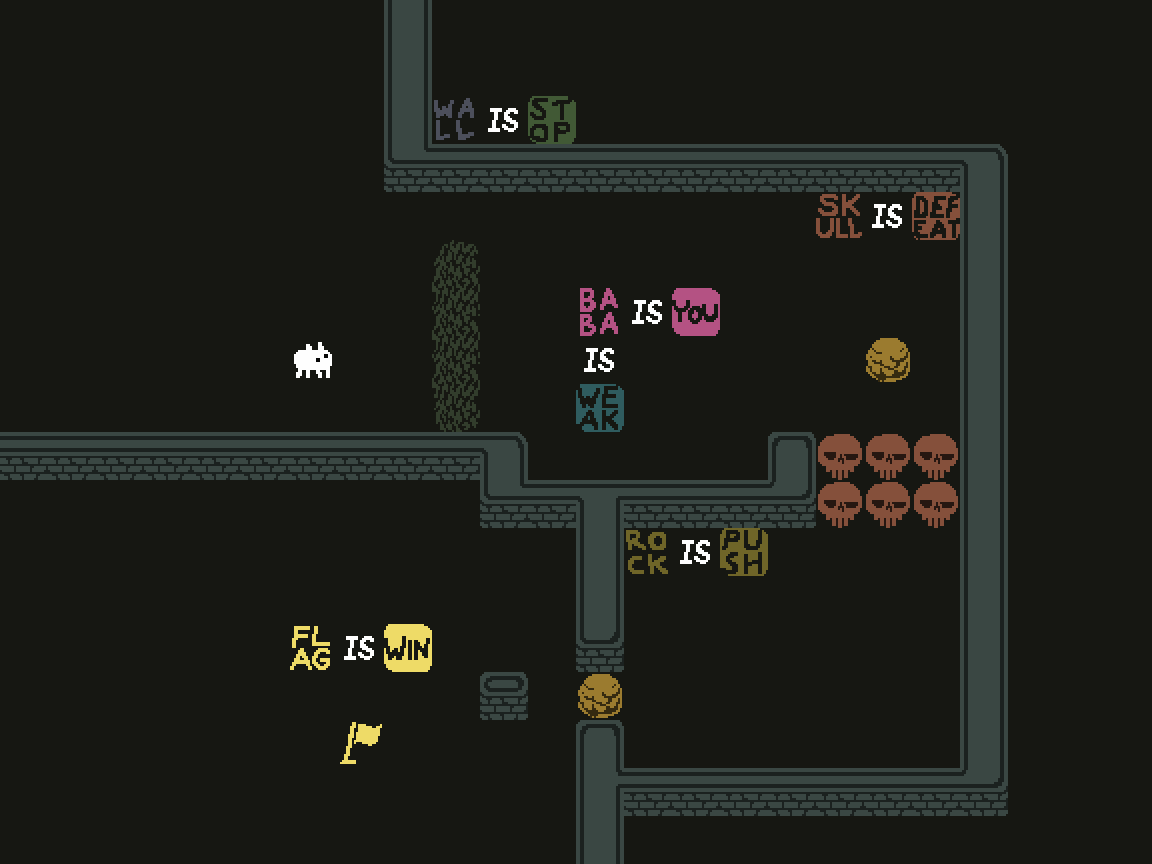 WALL IS STOP
SKULL IS DEFEAT
BABA IS YOU
IS
WEAK
ROCK IS PUSH
FLAG IS WIN